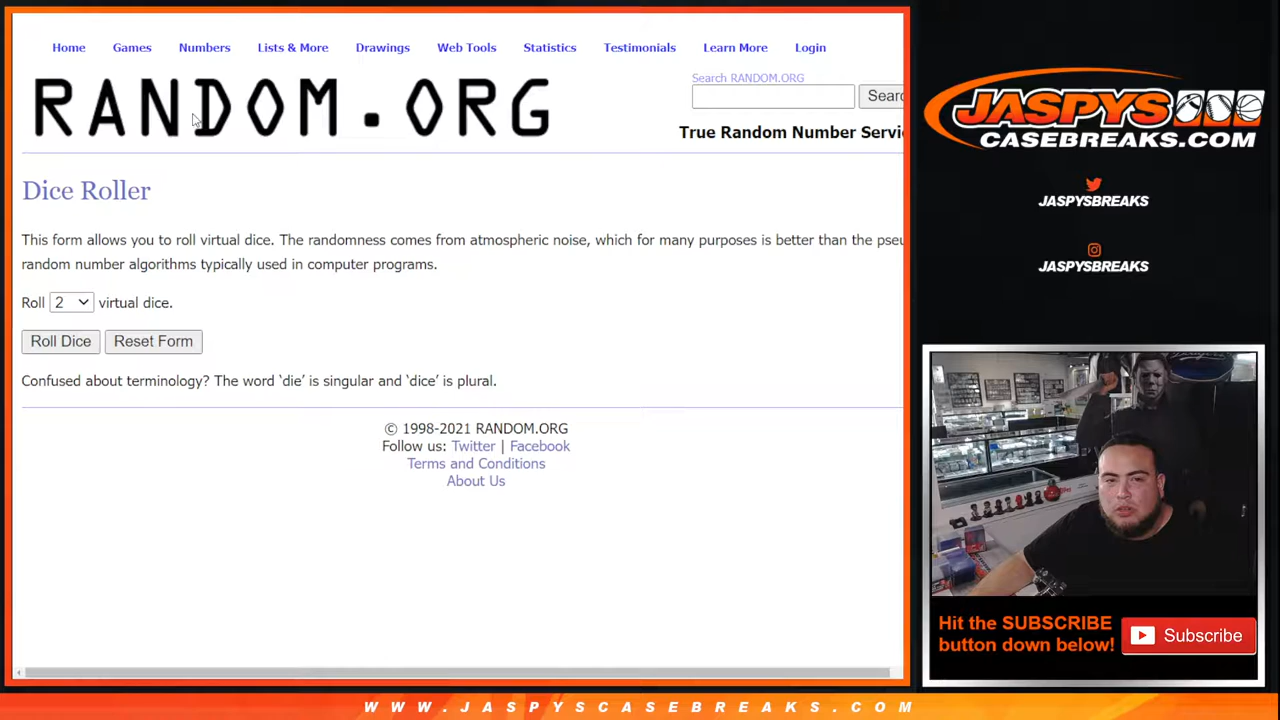 Home Games Numbers Lists & More Drawings Web Tools Statistics Testimonials Learn More Login
RANDOM.ORG
Search RANDOM.ORG
Searc
True Random Number Servi
Dice Roller
This form allows you to roll virtual dice. The randomness comes from atmospheric noise, which for many purposes is better than the pseu
random number algorithms typically used in computer programs.
Roll 2 virtual dice.
Roll Dice Reset Form
Confused about terminology? The word ‘die’ is singular and ‘dice’ is plural.
© 1998-2021 RANDOM.ORG
Follow us: Twitter | Facebook
Terms and Conditions
About Us
JASPYS
CASEBREAKS.COM
JASPYSBREAKS
JASPYSBREAKS
Hit the SUBSCRIBE
button down below!
Subscribe
WWW.JASPYSCASEBREAKS.COM